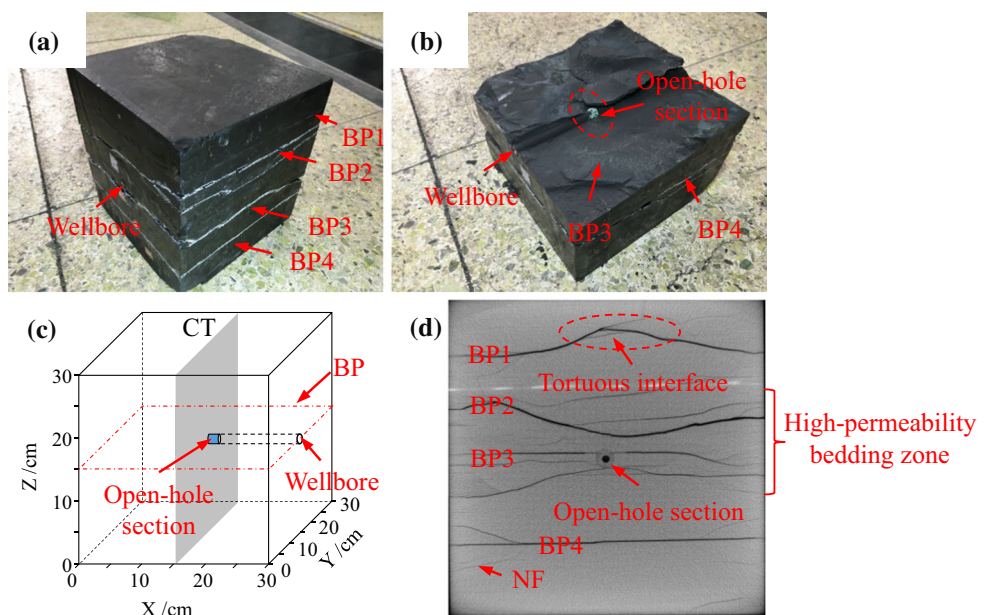 (a)
BP1
BP2
Wellbore
BP3
BP4
(b)
Open-hole
section
Wellbore
BP3
BP4
(c)
CT
30
BP
20
Z /cm
10
Open-hole
section
Wellbore
0
0
10
20
30
X /cm
0
10
20
30
Y /cm
(d)
BP1
Tortuous interface
BP2
High-permeability
bedding zone
BP3
Open-hole section
BP4
NF